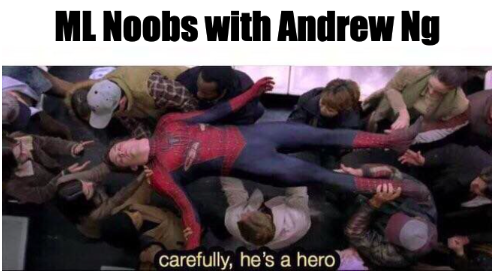 ML Noobs with Andrew Ng
carefully, he's a hero